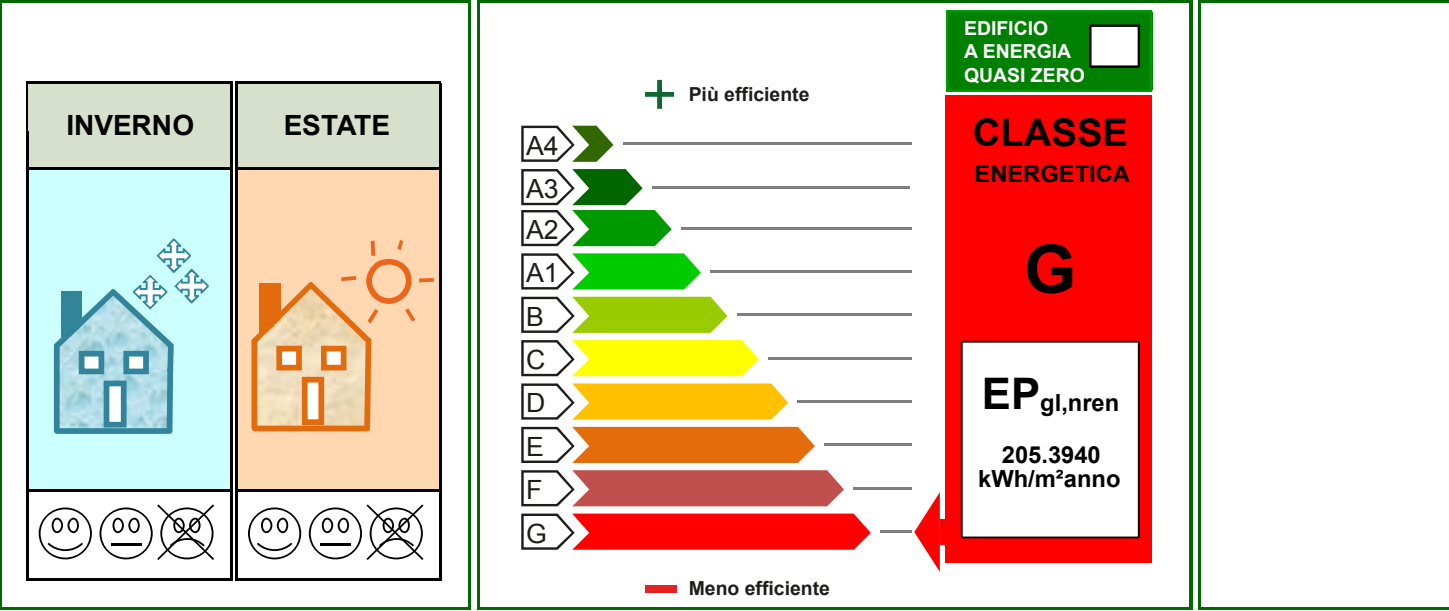 INVERNO
ESTATE
Più efficiente
A4
A3
A2
A1
B
C
D
E
F
G
Meno efficiente
EDIFICIO
A ENERGIA
QUASI ZERO
CLASSE
ENERGETICA
G
EPgl,nren
205.3940
kWh/m²anno